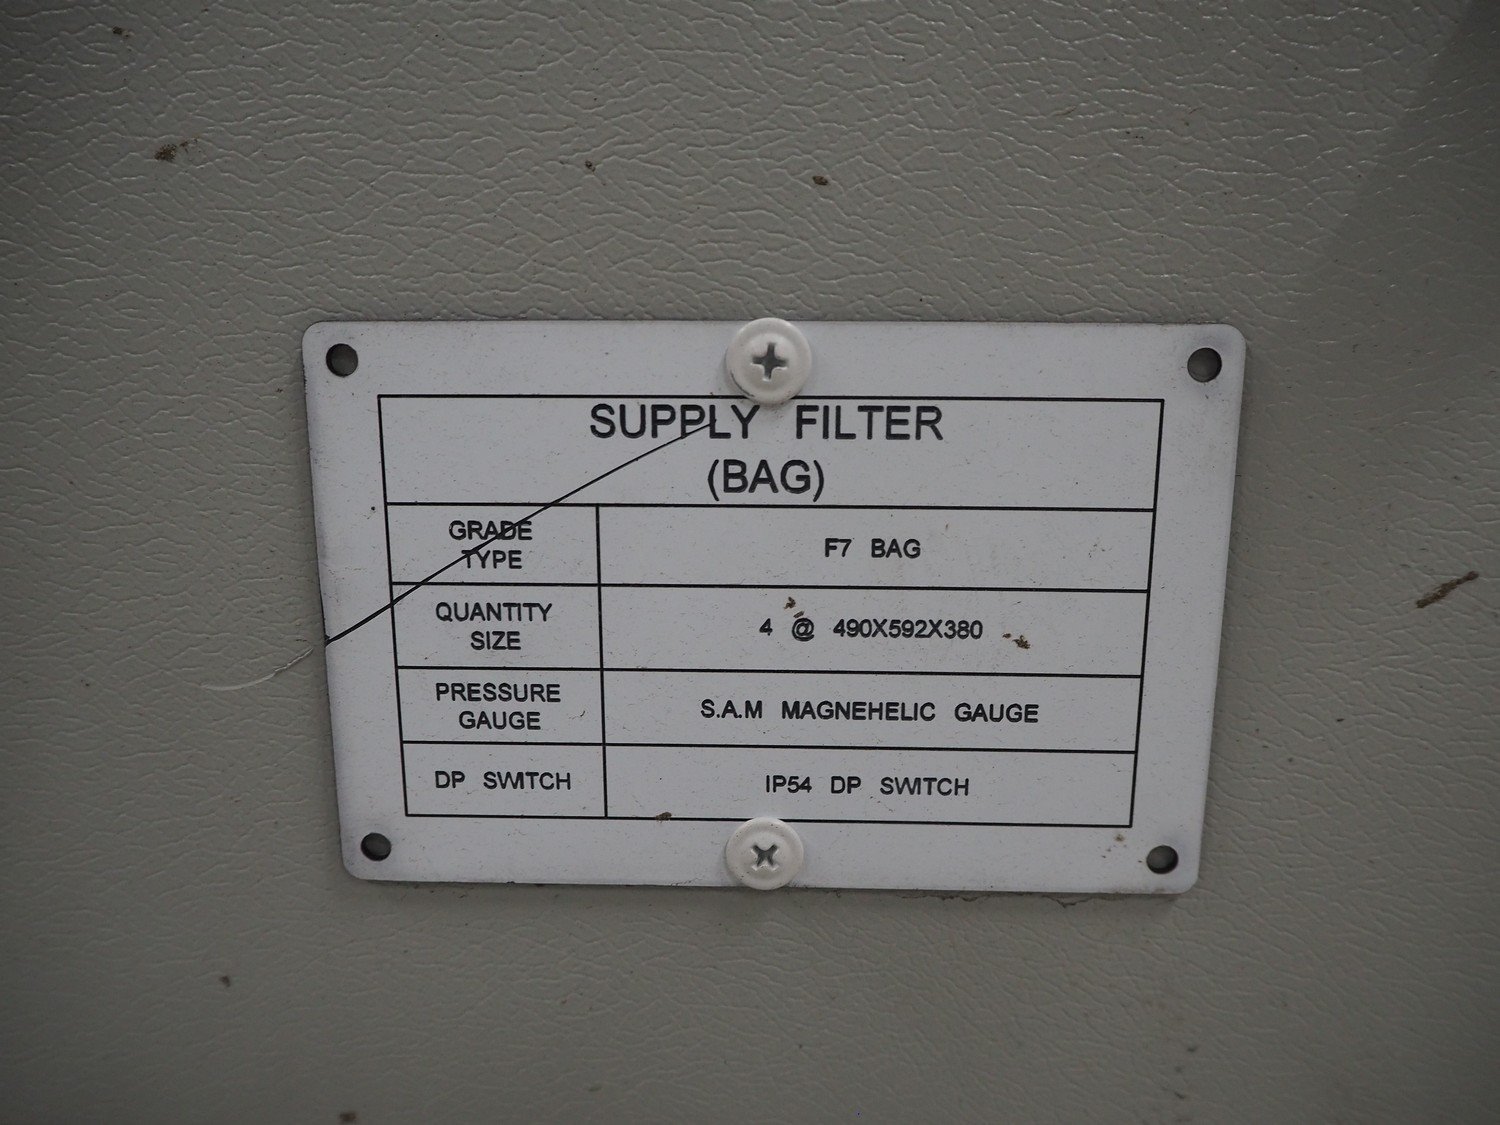 SUPPLY FILTER
(BAG)
GRADE
TYPE
F7 BAG
QUANTITY
SIZE
4 @ 490X592X380
PRESSURE
GAUGE
S.A.M MAGNEHELIC GAUGE
DP SWITCH
IP54 DP SWITCH